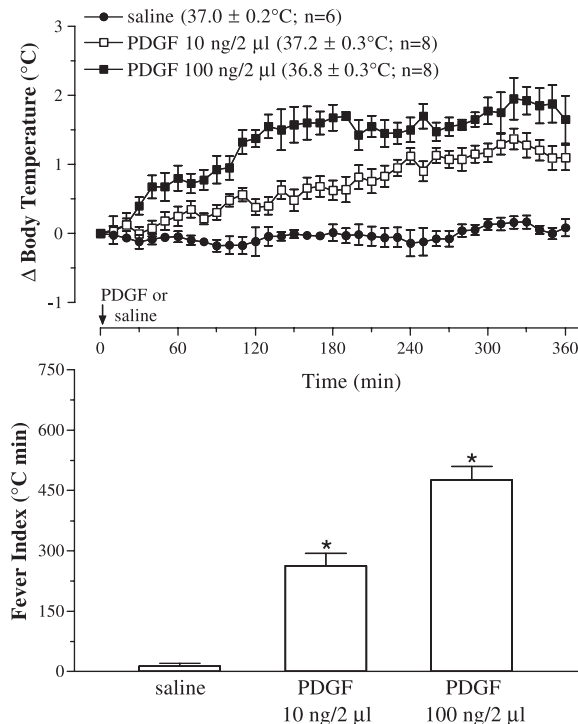 saline (37.0 ± 0.2°C; n=6)
PDGF 10 ng/2 µl (37.2 ± 0.3°C; n=8)
PDGF 100 ng/2 µl (36.8 ± 0.3°C; n=8)
Δ Body Temperature (°C)
3
2
1
0
-1
PDGF or
saline
0
60
120
180
240
300
360
Time (min)
Fever Index (°C min)
750
600
450
300
150
0
*
*
saline
PDGF
10 ng/2 µl
PDGF
100 ng/2 µl